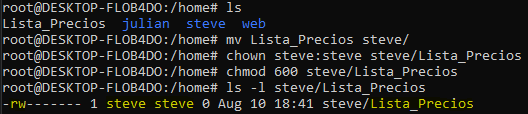 root@DESKTOP-FLOB4DO:/home# ls
Lista_Precios  julian  steve  web
root@DESKTOP-FLOB4DO:/home# mv Lista_Precios steve/
root@DESKTOP-FLOB4DO:/home# chown steve:steve steve/Lista_Precios
root@DESKTOP-FLOB4DO:/home# chmod 600 steve/Lista_Precios
root@DESKTOP-FLOB4DO:/home# ls -l steve/Lista_Precios
-rw------- 1 steve steve 0 Aug 10 18:41 steve/Lista_Precios